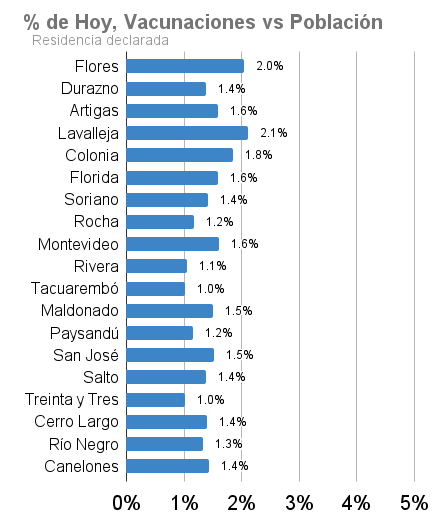 % de Hoy, Vacunaciones vs Población
Residencia declarada
Flores 2.0%
Durazno 1.4%
Artigas 1.6%
Lavalleja 2.1%
Colonia 1.8%
Florida 1.6%
Soriano 1.4%
Rocha 1.2%
Montevideo 1.6%
Rivera 1.1%
Tacuarembó 1.0%
Maldonado 1.5%
Paysandú 1.2%
San José 1.5%
Salto 1.4%
Treinta y Tres 1.0%
Cerro Largo 1.4%
Río Negro 1.3%
Canelones 1.4%
0% 1% 2% 3% 4% 5%